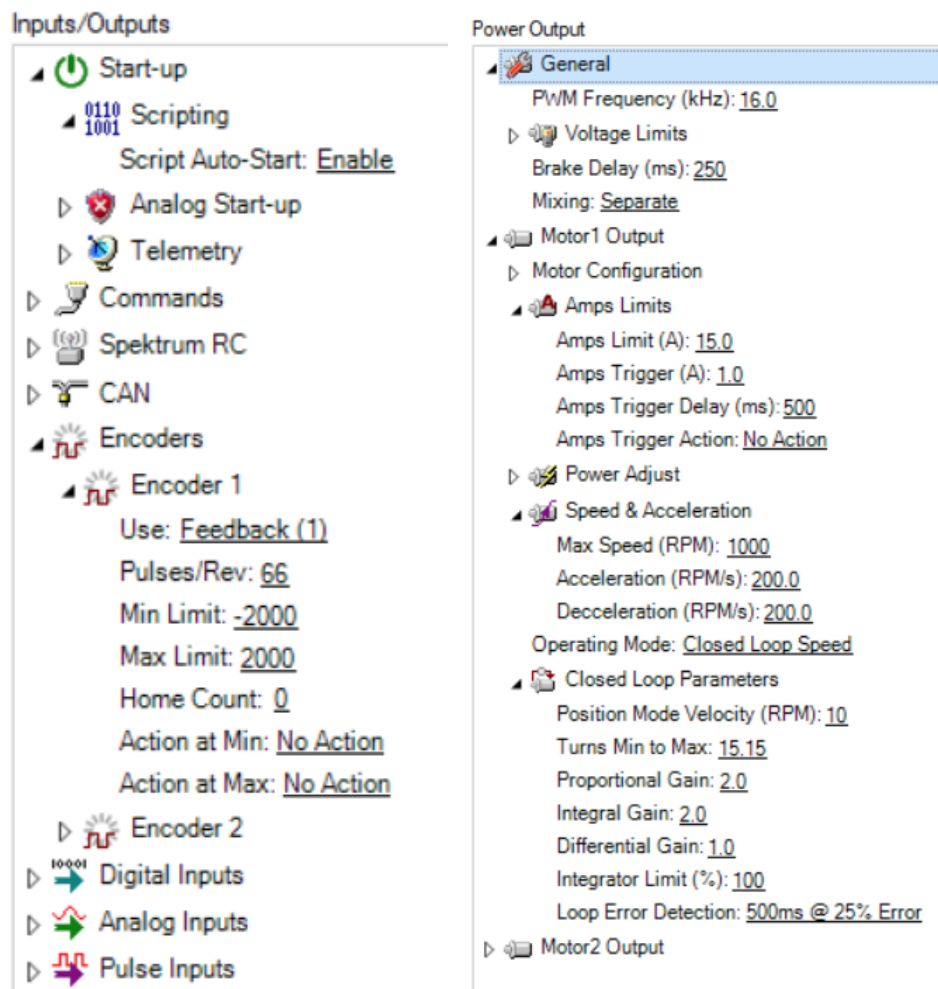 Inputs/Outputs
Start-up
0110
1001
Scripting
Script Auto-Start: Enable
Analog Start-up
Telemetry
Commands
Spektrum RC
CAN
Encoders
Encoder 1
Use: Feedback (1)
Pulses/Rev: 66
Min Limit: -2000
Max Limit: 2000
Home Count: 0
Action at Min: No Action
Action at Max: No Action
Encoder 2
10001
Digital Inputs
Analog Inputs
Pulse Inputs
Power Output
General
PWM Frequency (kHz): 16.0
Voltage Limits
Brake Delay (ms): 250
Mixing: Separate
Motor1 Output
Motor Configuration
A
Amps Limits
Amps Limit (A): 15.0
Amps Trigger (A): 1.0
Amps Trigger Delay (ms): 500
Amps Trigger Action: No Action
Power Adjust
Speed & Acceleration
Max Speed (RPM): 1000
Acceleration (RPM/s): 200.0
Decceleration (RPM/s): 200.0
Operating Mode: Closed Loop Speed
Closed Loop Parameters
Position Mode Velocity (RPM): 10
Turns Min to Max: 15.15
Proportional Gain: 2.0
Integral Gain: 2.0
Differential Gain: 1.0
Integrator Limit (%): 100
Loop Error Detection: 500ms @ 25% Error
Motor2 Output